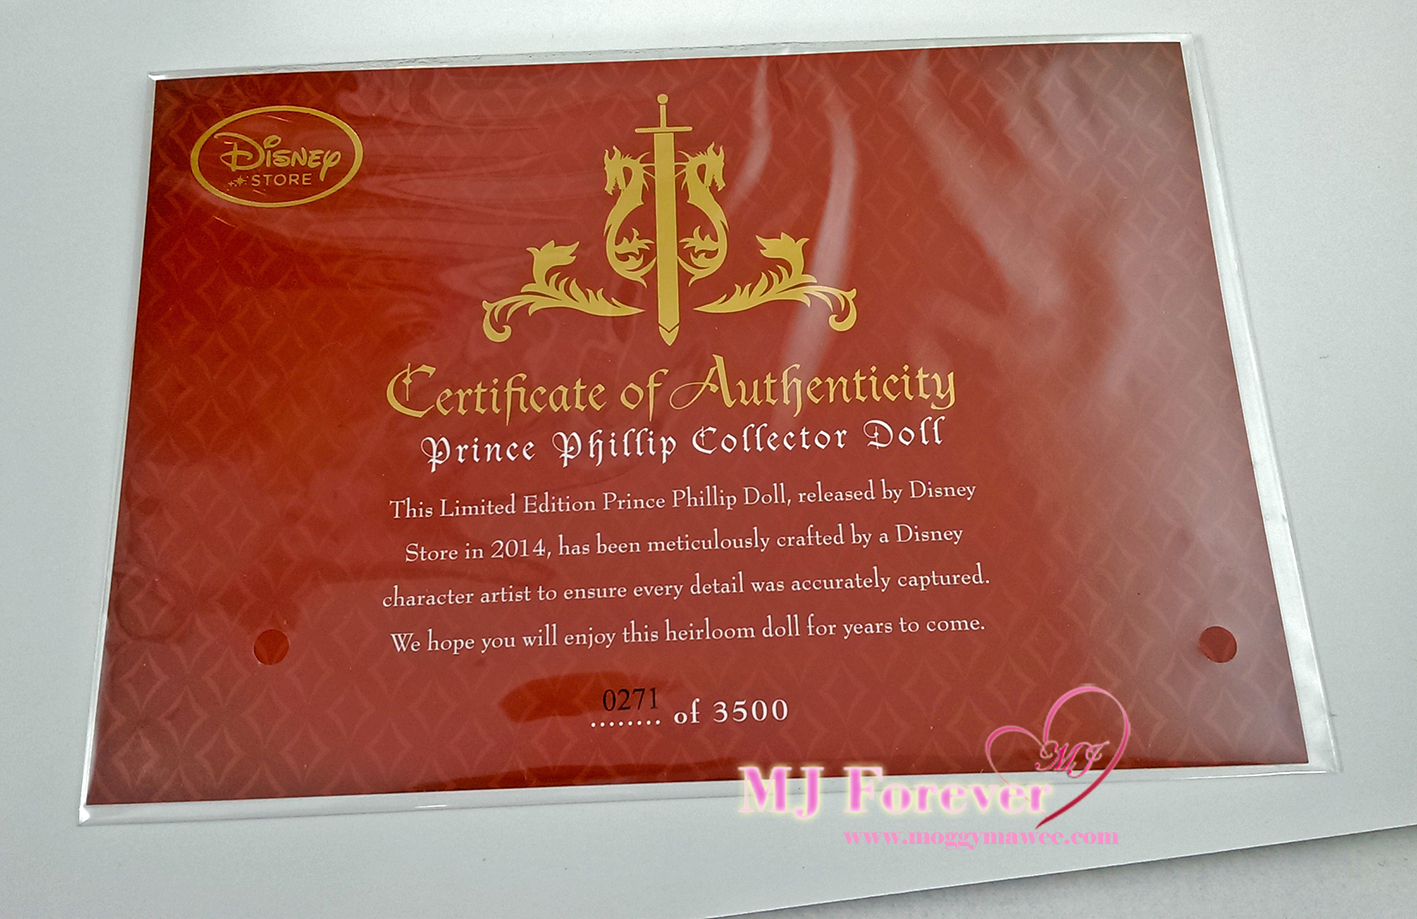 Disney
STORE
Certificate of Authenticity
Prince Phillip Collector Doll
This Limited Edition Prince Phillip Doll, released by Disney
Store in 2014, has been meticulously crafted by a Disney
character artist to ensure every detail was accurately captured.
We hope you will enjoy this heirloom doll for years to come.
0271 of 3500
MJ
MJ Forever
www.moggymawee.com